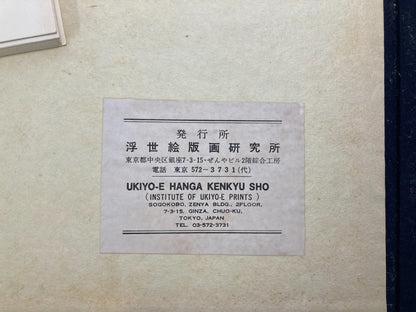 発行所
浮世絵版画研究所
東京都中央区銀座7-3-15・ぜんやビル2階綜合工房
電話 東京 572-3731(代)
UKIYO-E HANGA KENKYU SHO
(INSTITUTE OF UKIYO-E PRINTS)
SOGOKOBO, ZENYA BLDG., 2FLOOR,
7-3-15, GINZA, CHUO-KU,
TOKYO, JAPAN
TEL. 03-572-3731